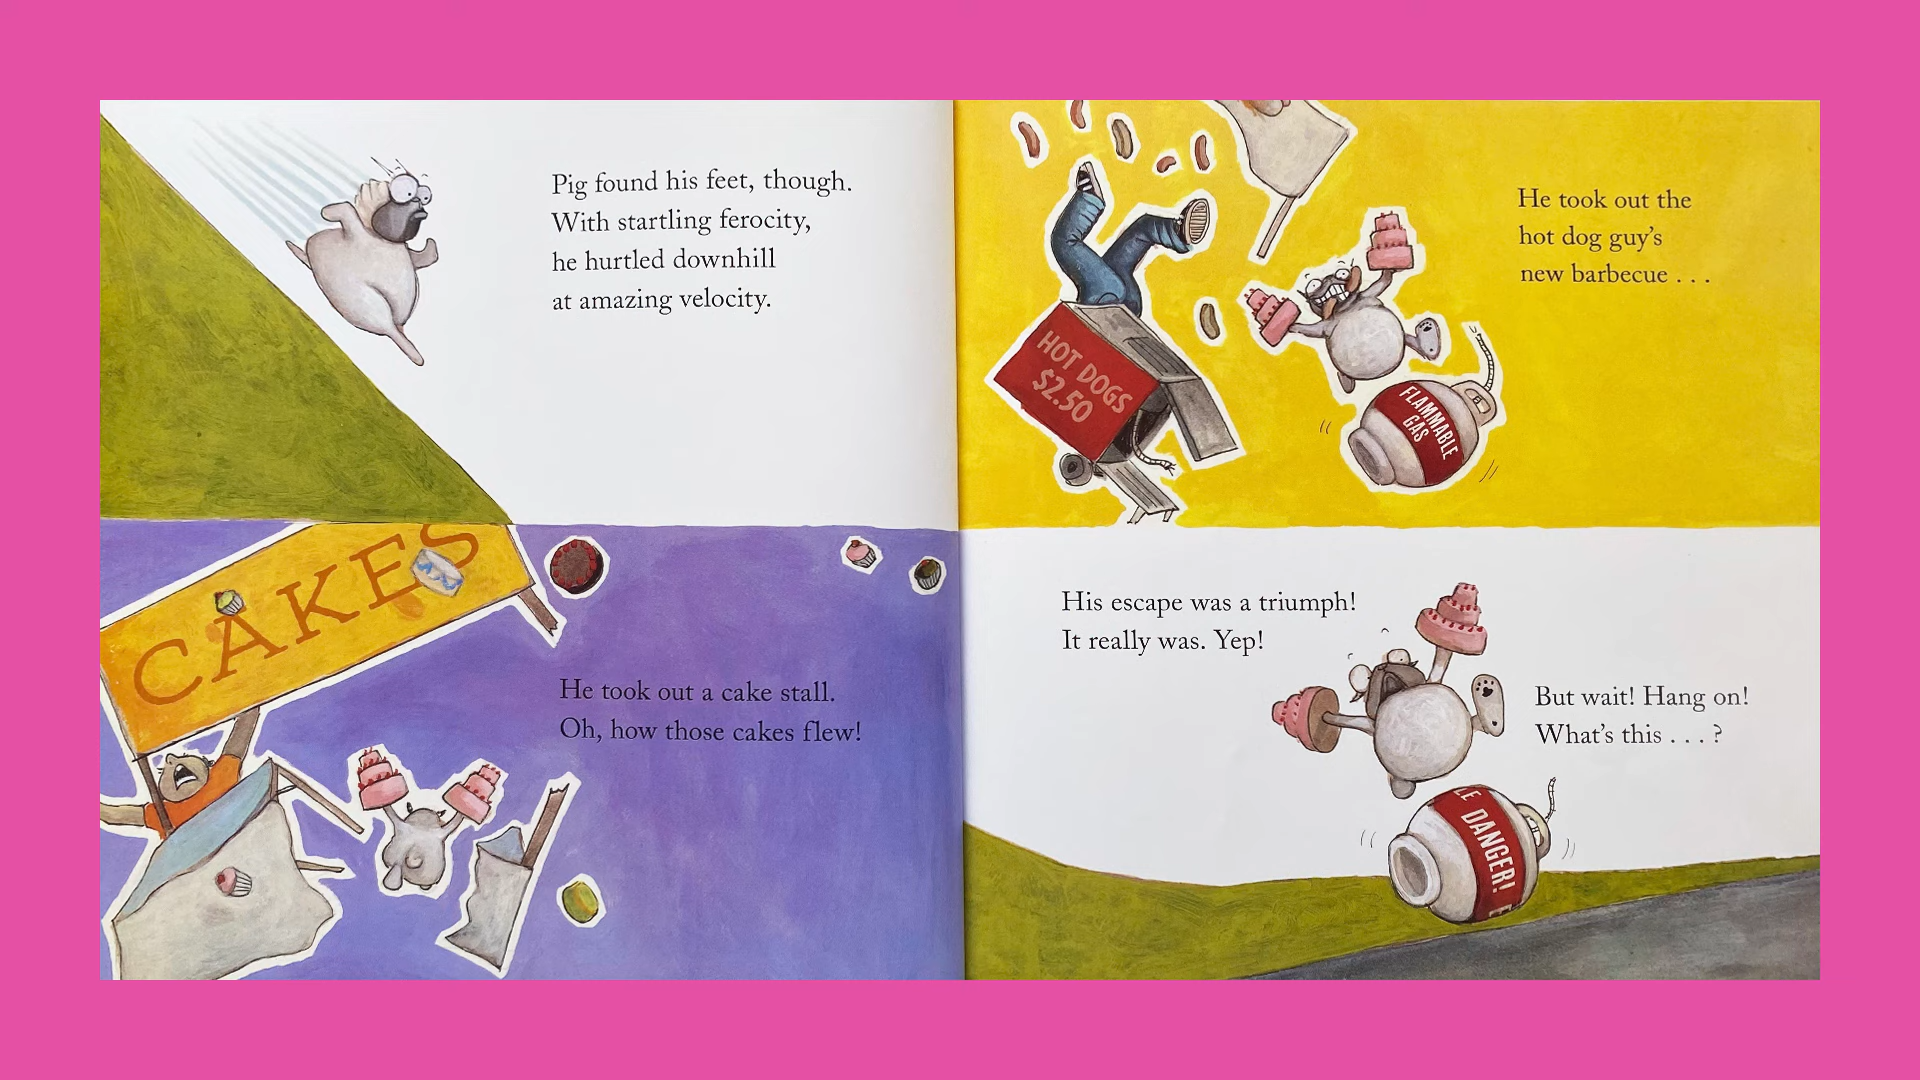 Pig found his feet, though.
With startling ferocity,
he hurtled downhill
at amazing velocity.
CAKES
He took out a cake stall.
Oh, how those cakes flew!
HOT DOGS
$2.50
FLAMMABLE
GAS
He took out the
hot dog guy's
new barbecue . . .
His escape was a triumph!
It really was. Yep!
But wait! Hang on!
What's this . . . ?
LE DANGER! E